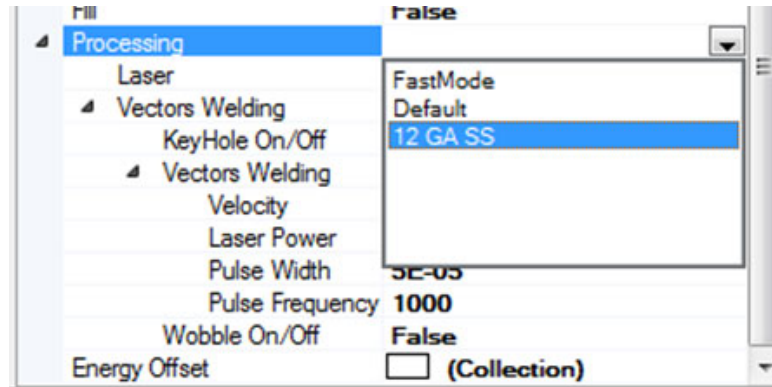 Fill False
Processing
Laser
FastMode
Vectors Welding
Default
KeyHole On/Off
12 GA SS
Vectors Welding
Velocity
Laser Power
Pulse Width 5E-05
Pulse Frequency 1000
Wobble On/Off False
Energy Offset (Collection)